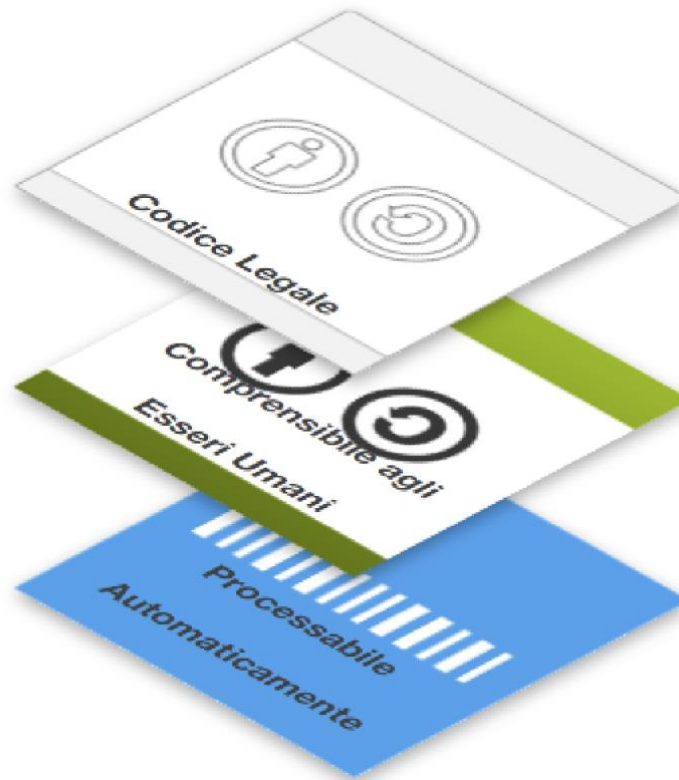 Codice Legale
Comprensibile agli
Esseri Umani
Processabile
Automaticamente